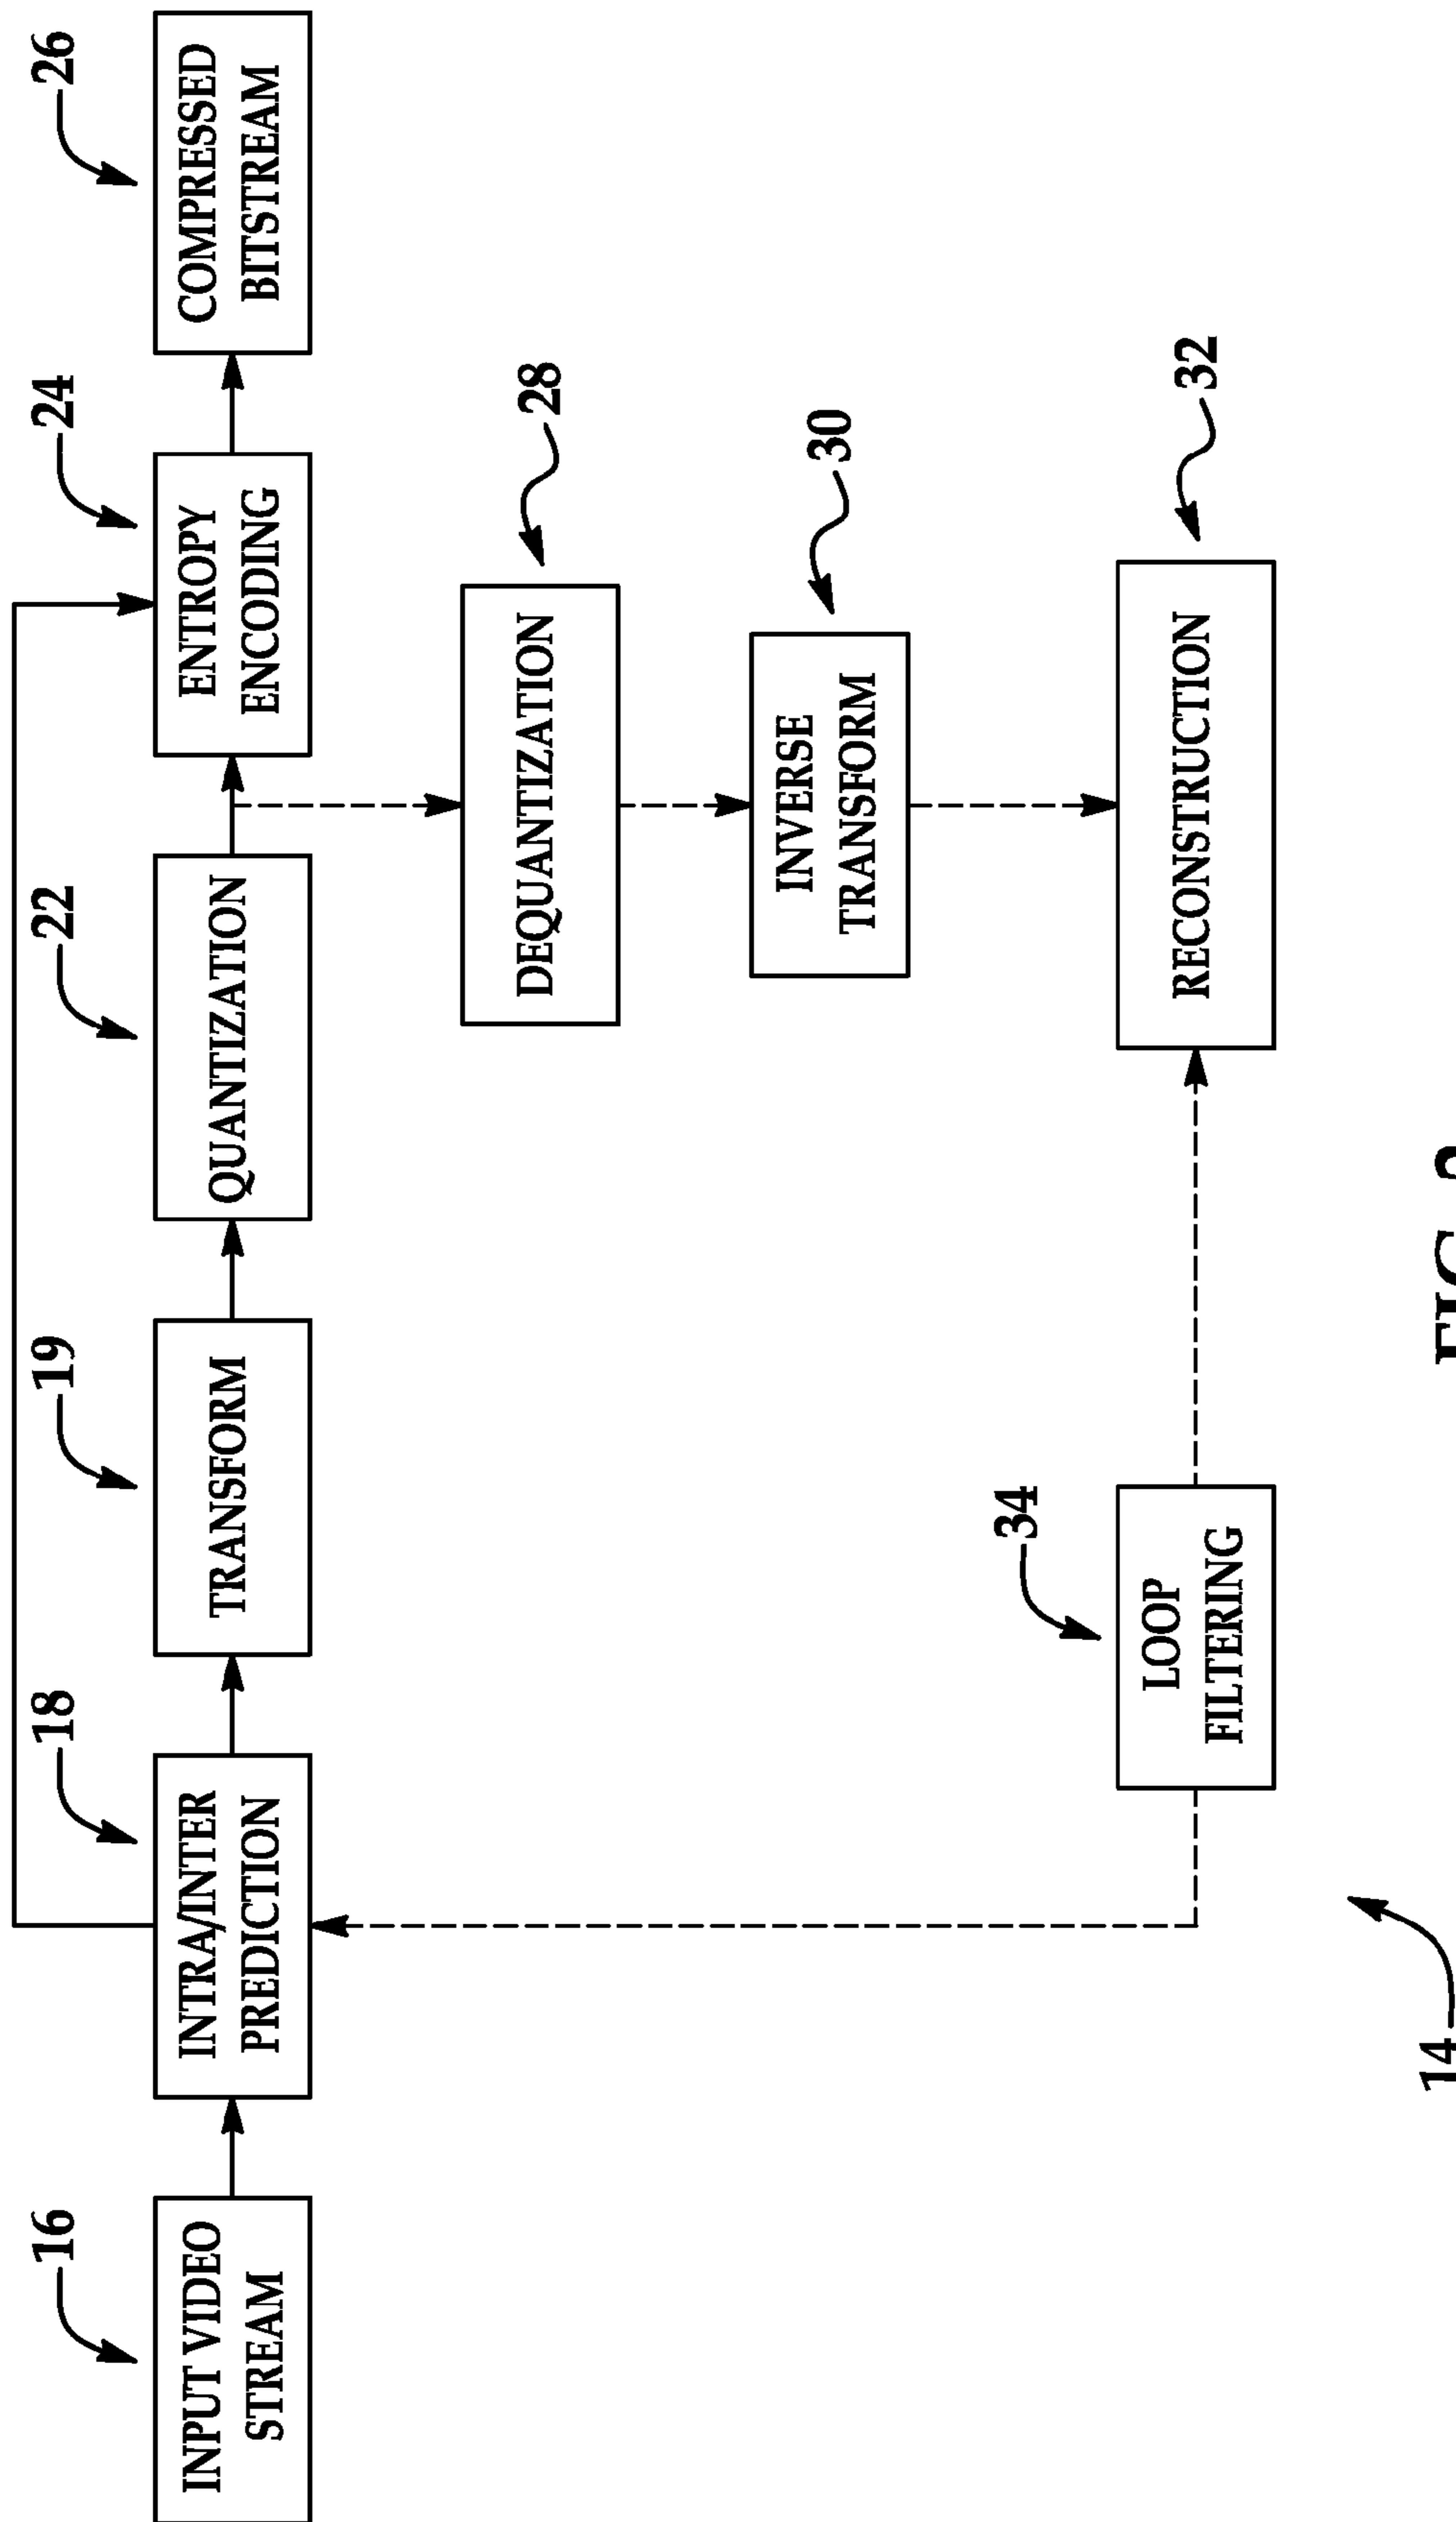 16
INPUT VIDEO
STREAM
18
INTRA/INTER
PREDICTION
19
TRANSFORM
22
QUANTIZATION
24
ENTROPY
ENCODING
26
COMPRESSED
BITSTREAM
28
DEQUANTIZATION
30
INVERSE
TRANSFORM
34
LOOP
FILTERING
32
RECONSTRUCTION
14
FIG.